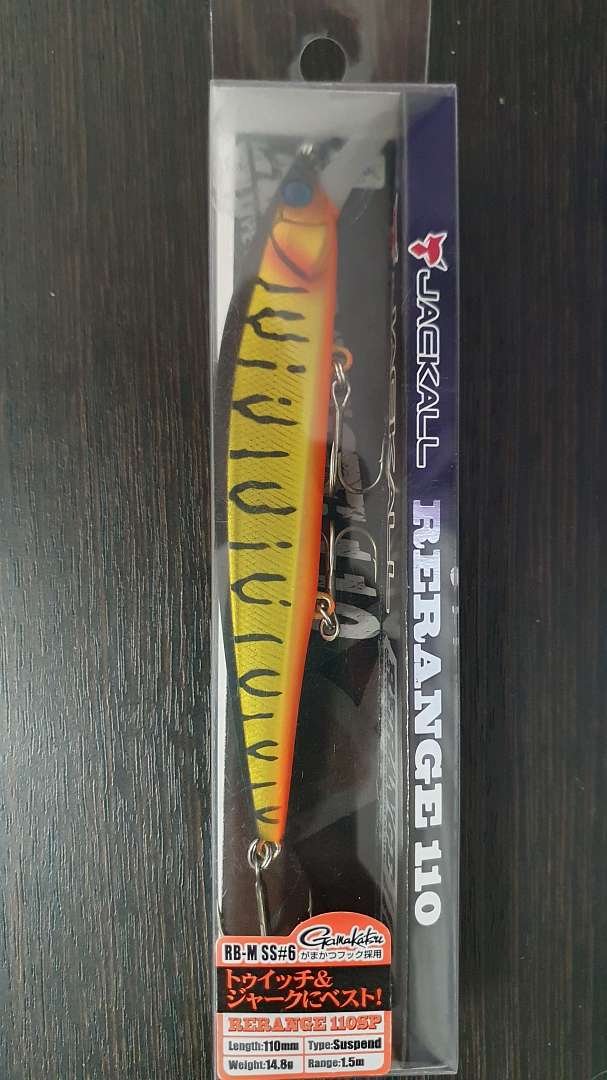 JACKALL RERANGE 110
RB-M SS#6 Gamakatsu
がまかつフック採用
トゥイッチ&
ジャークにベスト!
RERANGE 110SP
Length:110mm Type:Suspend
Weight:14.8g Range:1.5m